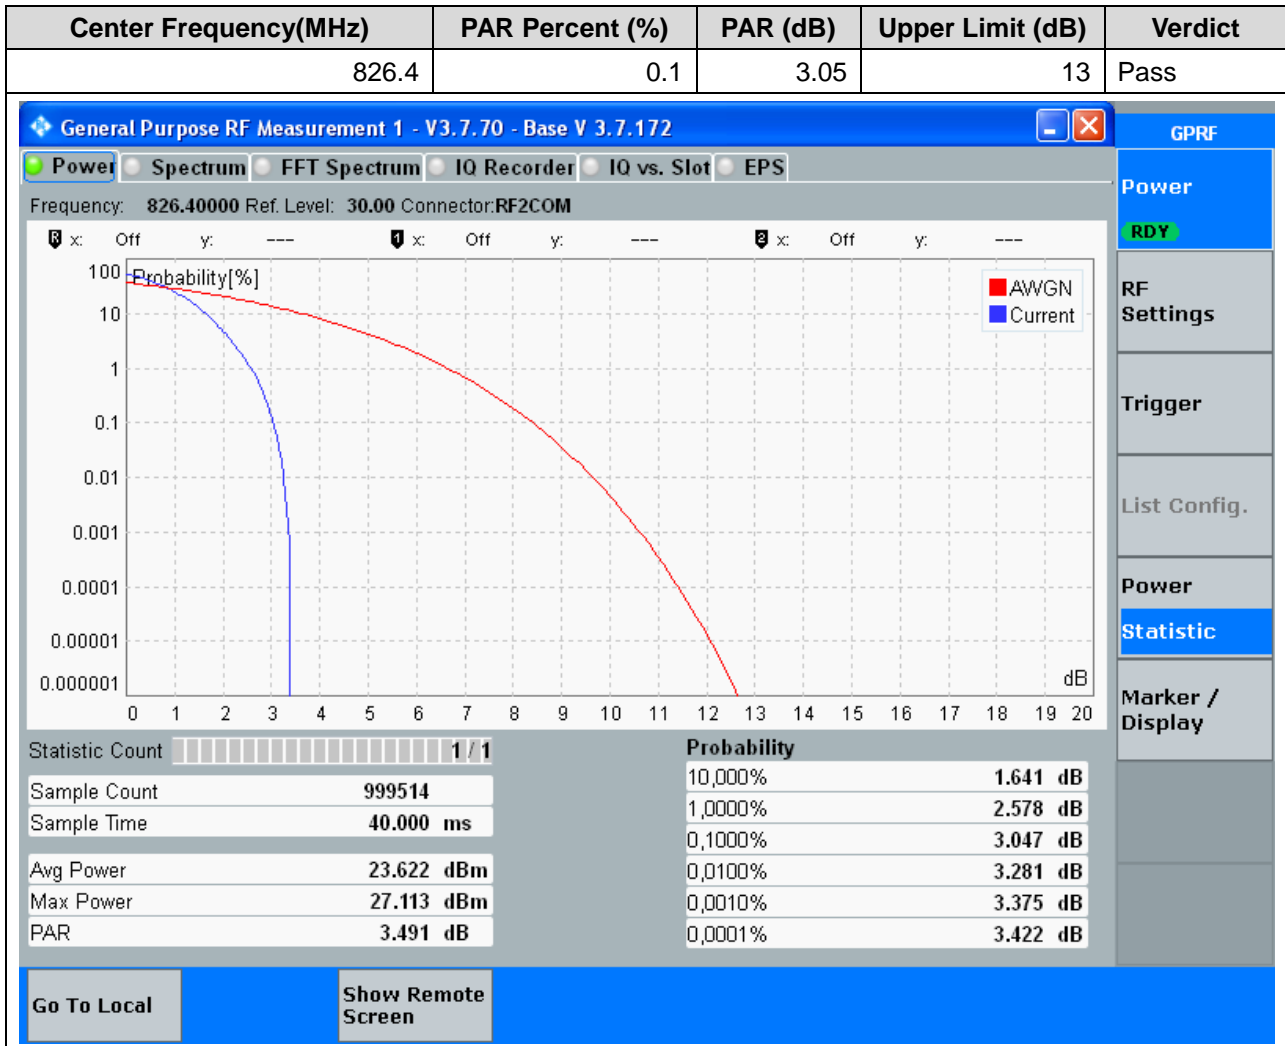 Center Frequency(MHz) PAR Percent (%) PAR (dB) Upper Limit (dB) Verdict
826.4 0.1 3.05 13 Pass
General Purpose RF Measurement 1 - V3.7.70 - Base V 3.7.172
GPRF
Power Spectrum FFT Spectrum IQ Recorder IQ vs. Slot EPS
Frequency: 826.40000 Ref. Level: 30.00 Connector:RF2COM
R x: Off y: --- 1 x: Off y: --- 2 x: Off y: ---
Probability[%]
AWGN
Current
100
10
1
0.1
0.01
0.001
0.0001
0.00001
0.000001
dB
0 1 2 3 4 5 6 7 8 9 10 11 12 13 14 15 16 17 18 19 20
Statistic Count 1 / 1
Sample Count 999514
Sample Time 40.000 ms
Avg Power 23.622 dBm
Max Power 27.113 dBm
PAR 3.491 dB
Probability
10,000% 1.641 dB
1,0000% 2.578 dB
0,1000% 3.047 dB
0,0100% 3.281 dB
0,0010% 3.375 dB
0,0001% 3.422 dB
Power
RDY
RF
Settings
Trigger
List Config.
Power
Statistic
Marker /
Display
Go To Local
Show Remote
Screen